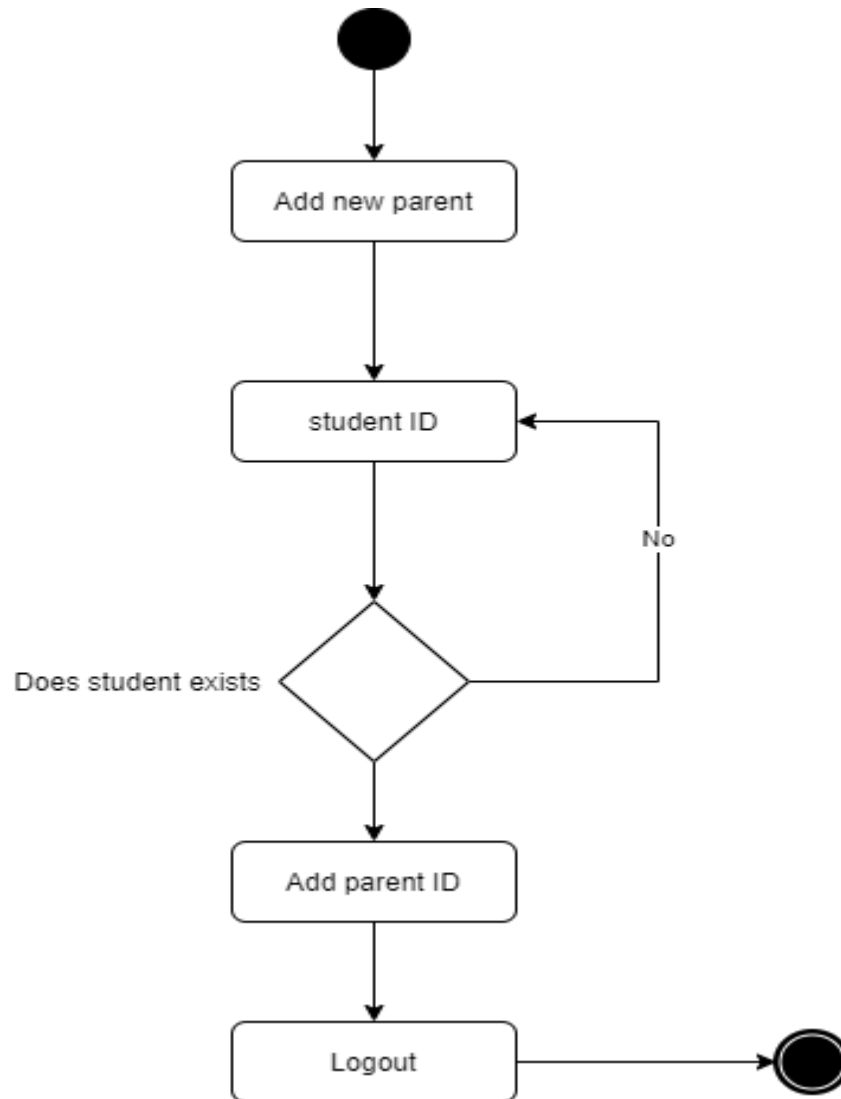 Add new parent
student ID
No
Does student exists
Add parent ID
Logout